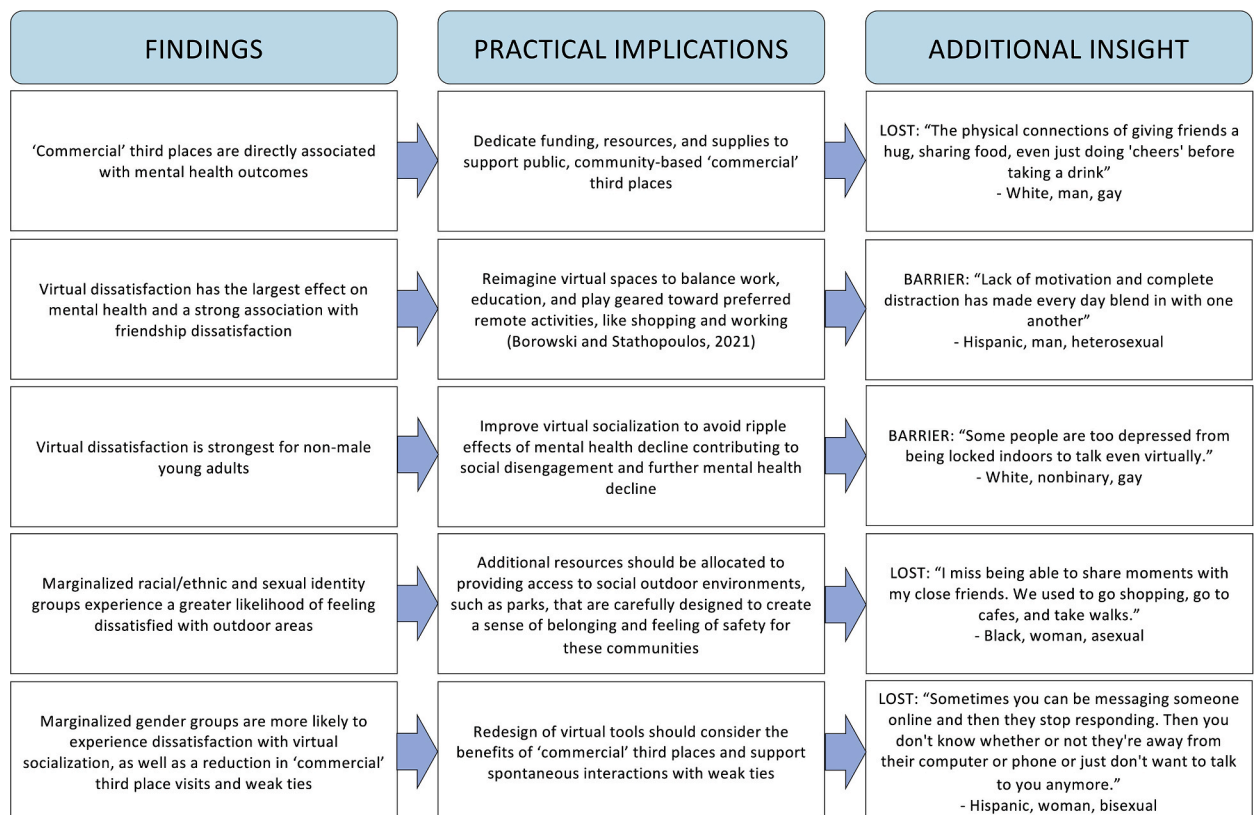 FINDINGS
PRACTICAL IMPLICATIONS
ADDITIONAL INSIGHT
‘Commercial’ third places are directly associated
with mental health outcomes
Dedicate funding, resources, and supplies to
support public, community-based ‘commercial’
third places
LOST: “The physical connections of giving friends a
hug, sharing food, even just doing 'cheers' before
taking a drink”
- White, man, gay
Virtual dissatisfaction has the largest effect on
mental health and a strong association with
friendship dissatisfaction
Reimagine virtual spaces to balance work,
education, and play geared toward preferred
remote activities, like shopping and working
(Borowski and Stathopoulos, 2021)
BARRIER: “Lack of motivation and complete
distraction has made every day blend in with one
another”
- Hispanic, man, heterosexual
Virtual dissatisfaction is strongest for non-male
young adults
Improve virtual socialization to avoid ripple
effects of mental health decline contributing to
social disengagement and further mental health
decline
BARRIER: “Some people are too depressed from
being locked indoors to talk even virtually.”
- White, nonbinary, gay
Marginalized racial/ethnic and sexual identity
groups experience a greater likelihood of feeling
dissatisfied with outdoor areas
Additional resources should be allocated to
providing access to social outdoor environments,
such as parks, that are carefully designed to create
a sense of belonging and feeling of safety for
these communities
LOST: “I miss being able to share moments with
my close friends. We used to go shopping, go to
cafes, and take walks.”
- Black, woman, asexual
Marginalized gender groups are more likely to
experience dissatisfaction with virtual
socialization, as well as a reduction in ‘commercial’
third place visits and weak ties
Redesign of virtual tools should consider the
benefits of ‘commercial’ third places and support
spontaneous interactions with weak ties
LOST: “Sometimes you can be messaging someone
online and then they stop responding. Then you
don't know whether or not they're away from
their computer or phone or just don't want to talk
to you anymore.”
- Hispanic, woman, bisexual